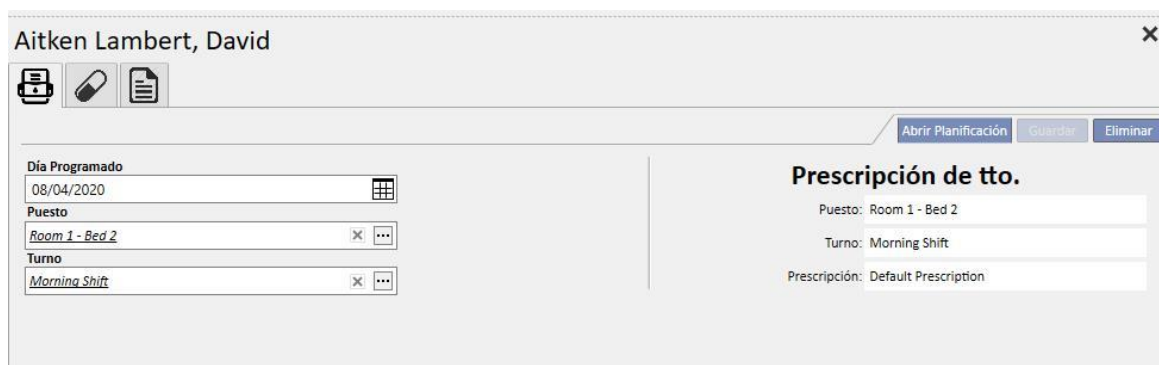 Aitken Lambert, David
Abrir Planificación
Guardar
Eliminar
Día Programado
08/04/2020
Puesto
Room 1 - Bed 2
Turno
Morning Shift
Prescripción de tto.
Puesto: Room 1 - Bed 2
Turno: Morning Shift
Prescripción: Default Prescription